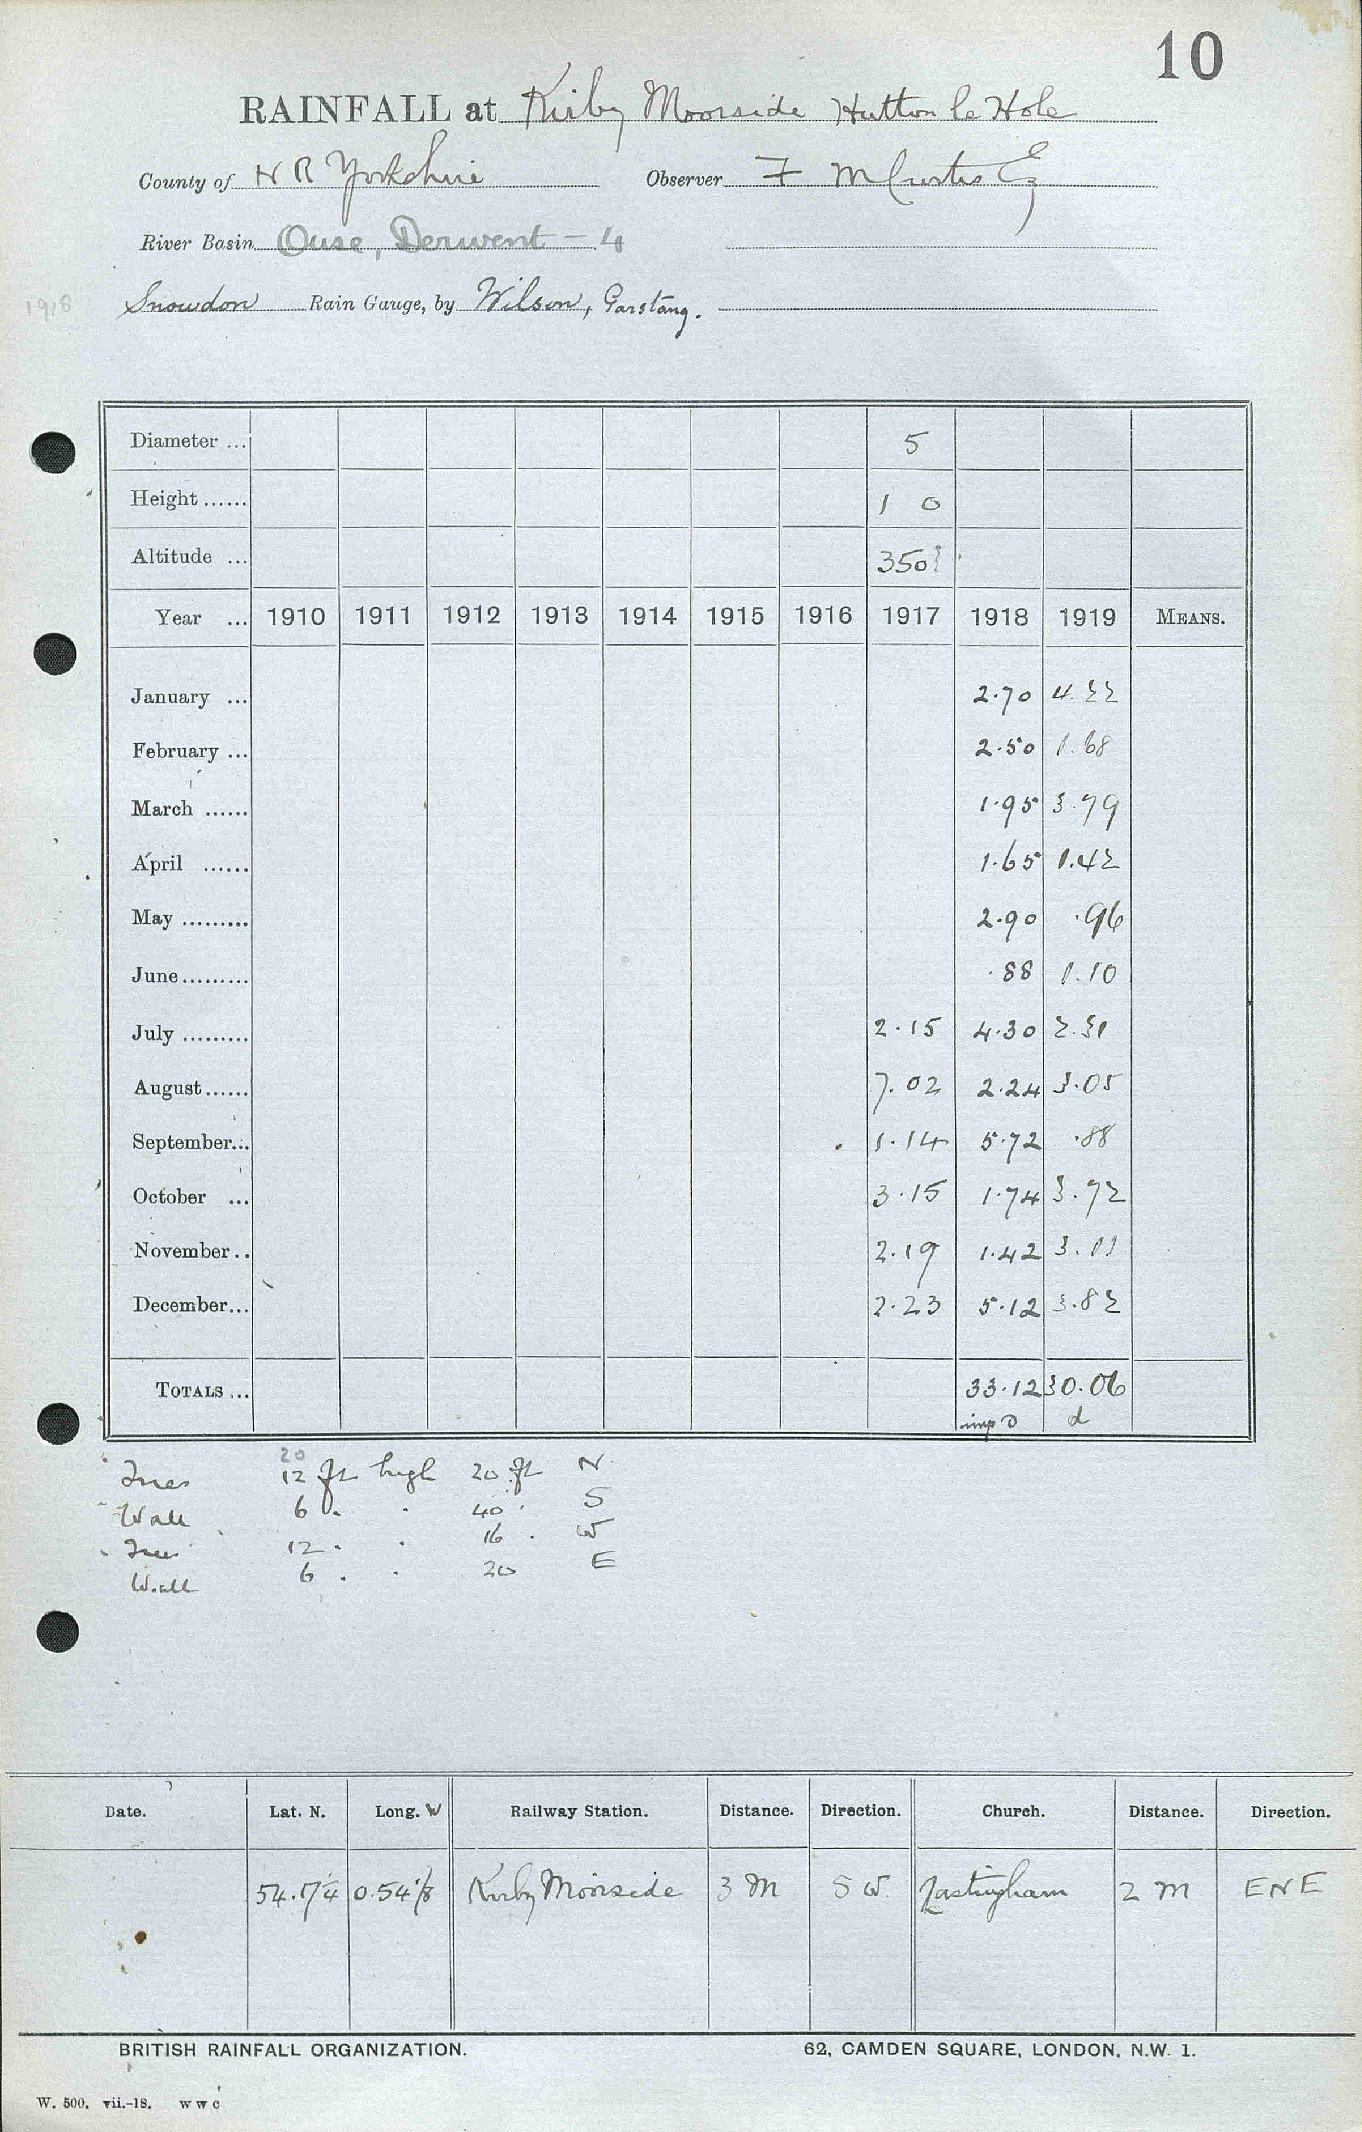 10
RAINFALL at Kirby Moorside Hutton le Hole
County of N R Yorkshire Observer F M Curtis Esq
River Basin Ouse, Derwent - 4
1918 Snowdon Rain Gauge, by Wilson, Garstang.
Diameter ... 5
Height ...... 1 0
Altitude ... 350
Year ... 1910 1911 1912 1913 1914 1915 1916 1917 1918 1919 MEANS.
January ... 2.70 4.22
February ... 2.50 1.68
March ...... 1.95 3.79
April ...... 1.65 1.42
May ......... 2.90 .96
June......... .88 1.10
July ......... 2.15 4.30 2.31
August...... 7.02 2.24 3.05
September... 1.14 5.72 .88
October ... 3.15 1.74 3.72
November.. 2.19 1.42 3.11
December... 2.23 5.12 3.82
TOTALS ... 33.12 30.06
d
20
Trees 12 ft high 20 ft N
Wall 6 " " 40 " S
Trees 12 " " 16 " W
Wall 6 " " 20 E
Date. Lat. N. Long. W Railway Station. Distance. Direction. Church. Distance. Direction.
54.17¼ 0.54⅞ Kirby Moorside 3 M S W Lastingham 2 M E N E
BRITISH RAINFALL ORGANIZATION. 62, CAMDEN SQUARE, LONDON, N.W. 1.
W. 500. vii.-18. W W C